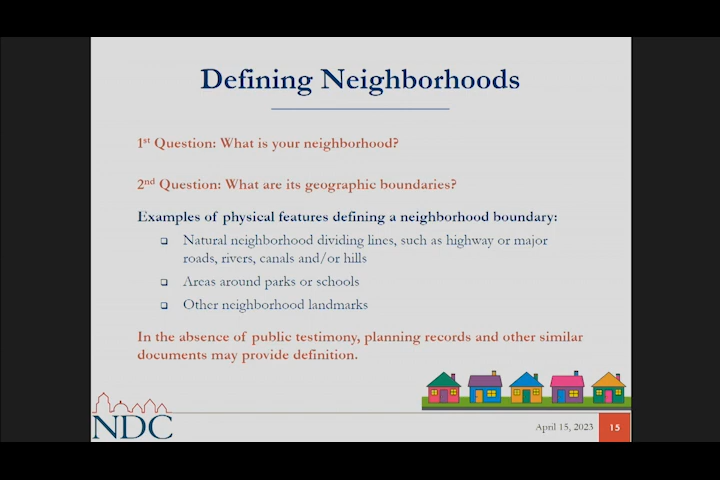 Defining Neighborhoods
1st Question: What is your neighborhood?
2nd Question: What are its geographic boundaries?
Examples of physical features defining a neighborhood boundary:
❑ Natural neighborhood dividing lines, such as highway or major
roads, rivers, canals and/or hills
❑ Areas around parks or schools
❑ Other neighborhood landmarks
In the absence of public testimony, planning records and other similar
documents may provide definition.
NDC
April 15, 2023
15